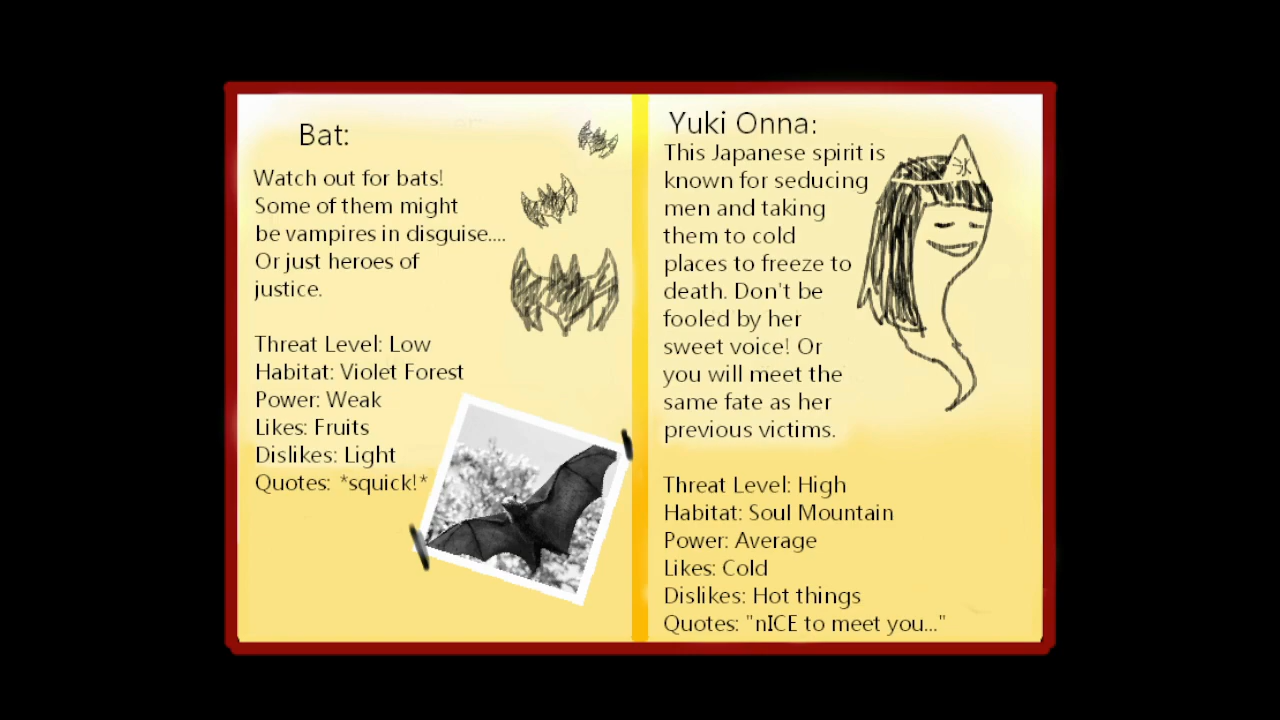 Bat:
Watch out for bats!
Some of them might
be vampires in disguise....
Or just heroes of
justice.
Threat Level: Low
Habitat: Violet Forest
Power: Weak
Likes: Fruits
Dislikes: Light
Quotes: *squick!*
Yuki Onna:
This Japanese spirit is
known for seducing
men and taking
them to cold
places to freeze to
death. Don't be
fooled by her
sweet voice! Or
you will meet the
same fate as her
previous victims.
Threat Level: High
Habitat: Soul Mountain
Power: Average
Likes: Cold
Dislikes: Hot things
Quotes: "nICE to meet you..."
氷